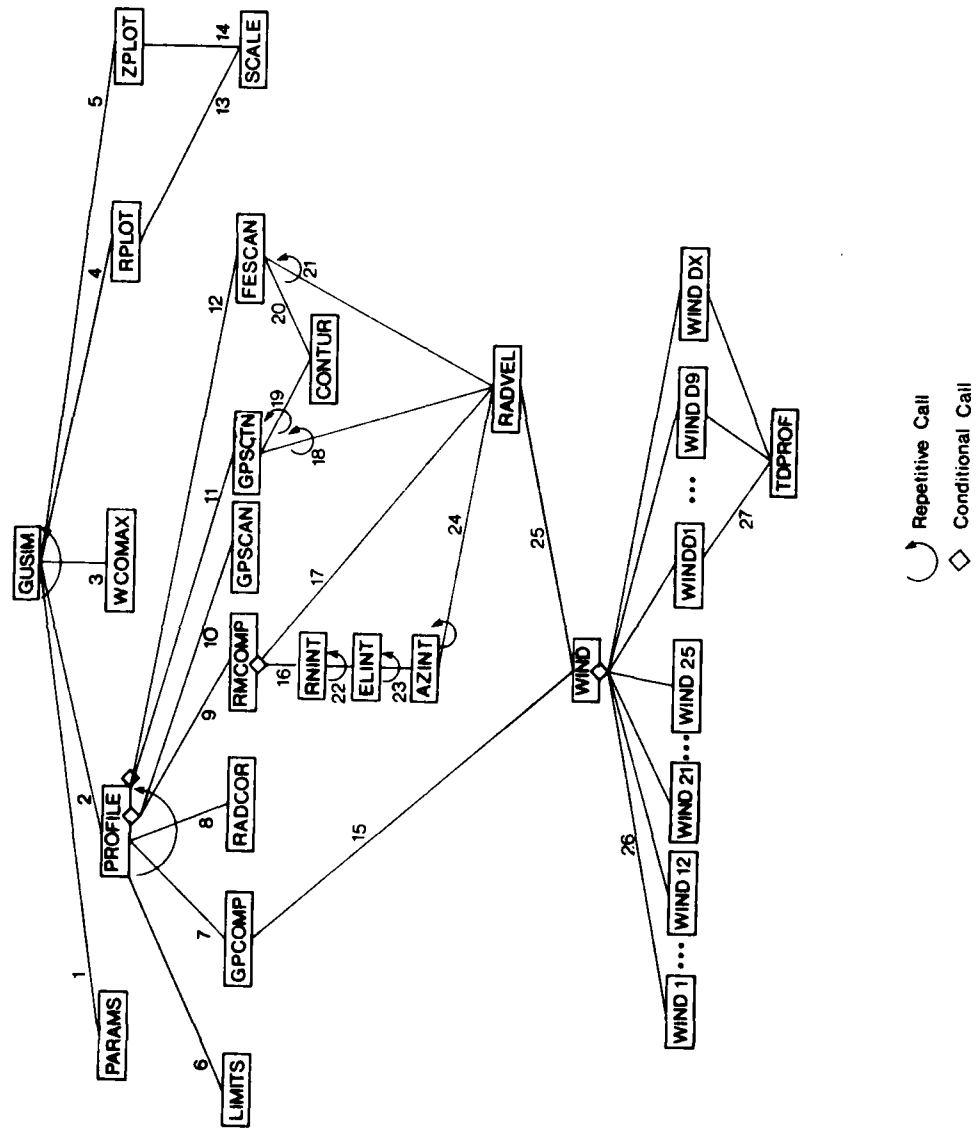 GUSIM
1
2
3
4
5
PARAMS
PROFILE
WCOMAX
RPLOT
ZPLOT
6
7
8
9
10
11
12
13
14
LIMITS
GPCOMP
RADCOR
RMCOMP
GPSCAN
GPSCTN
FESCAN
SCALE
16
17
18
19
20
21
RNINT
CONTUR
22
ELINT
23
AZINT
15
24
RADVEL
25
WIND
26
WIND 1
•••
WIND 12
WIND 21
•••
WIND 25
WINDD1
•••
WIND D9
WIND DX
27
TDPROF
Repetitive Call
Conditional Call